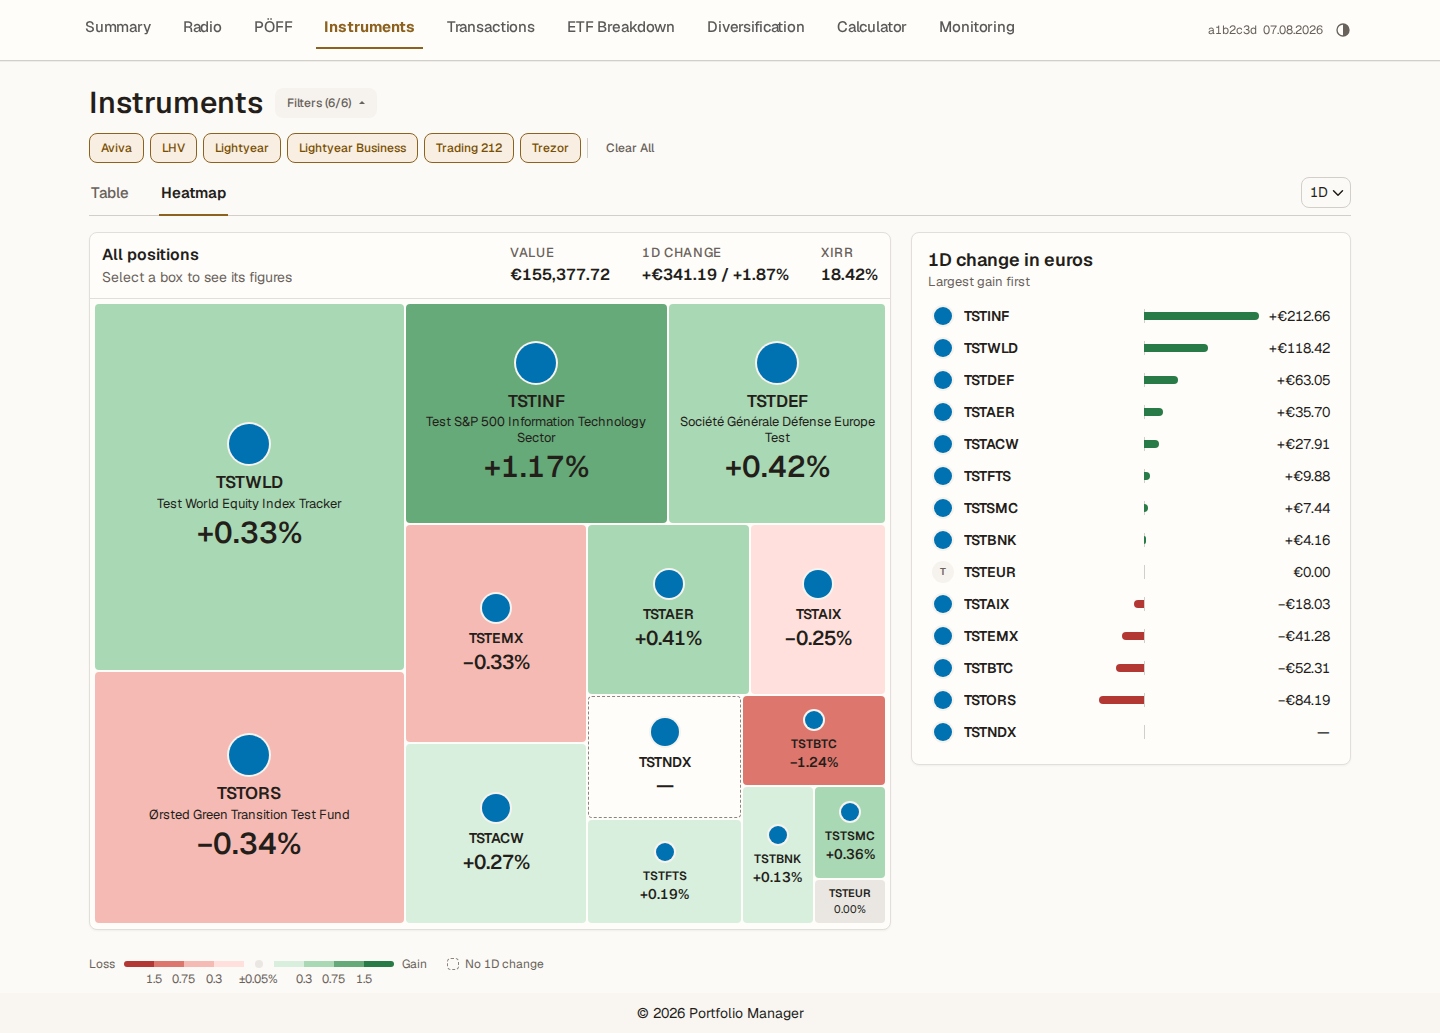 Summary Radio PÖFF Instruments Transactions ETF Breakdown Diversification Calculator Monitoring a1b2c3d 07.08.2026
Instruments Filters (6/6)
Aviva LHV Lightyear Lightyear Business Trading 212 Trezor Clear All
Table Heatmap 1D
All positions
Select a box to see its figures
VALUE
€155,377.72
1D CHANGE
+€341.19 / +1.87%
XIRR
18.42%
TSTWLD
Test World Equity Index Tracker
+0.33%
TSTINF
Test S&P 500 Information Technology
Sector
+1.17%
TSTDEF
Société Générale Défense Europe
Test
+0.42%
TSTEMX
−0.33%
TSTAER
+0.41%
TSTAIX
−0.25%
TSTORS
Ørsted Green Transition Test Fund
−0.34%
TSTACW
+0.27%
TSTNDX
—
TSTBTC
−1.24%
TSTFTS
+0.19%
TSTBNK
+0.13%
TSTSMC
+0.36%
TSTEUR
0.00%
1D change in euros
Largest gain first
TSTINF +€212.66
TSTWLD +€118.42
TSTDEF +€63.05
TSTAER +€35.70
TSTACW +€27.91
TSTFTS +€9.88
TSTSMC +€7.44
TSTBNK +€4.16
T TSTEUR €0.00
TSTAIX −€18.03
TSTEMX −€41.28
TSTBTC −€52.31
TSTORS −€84.19
TSTNDX —
Loss Gain No 1D change
1.5 0.75 0.3 ±0.05% 0.3 0.75 1.5
© 2026 Portfolio Manager